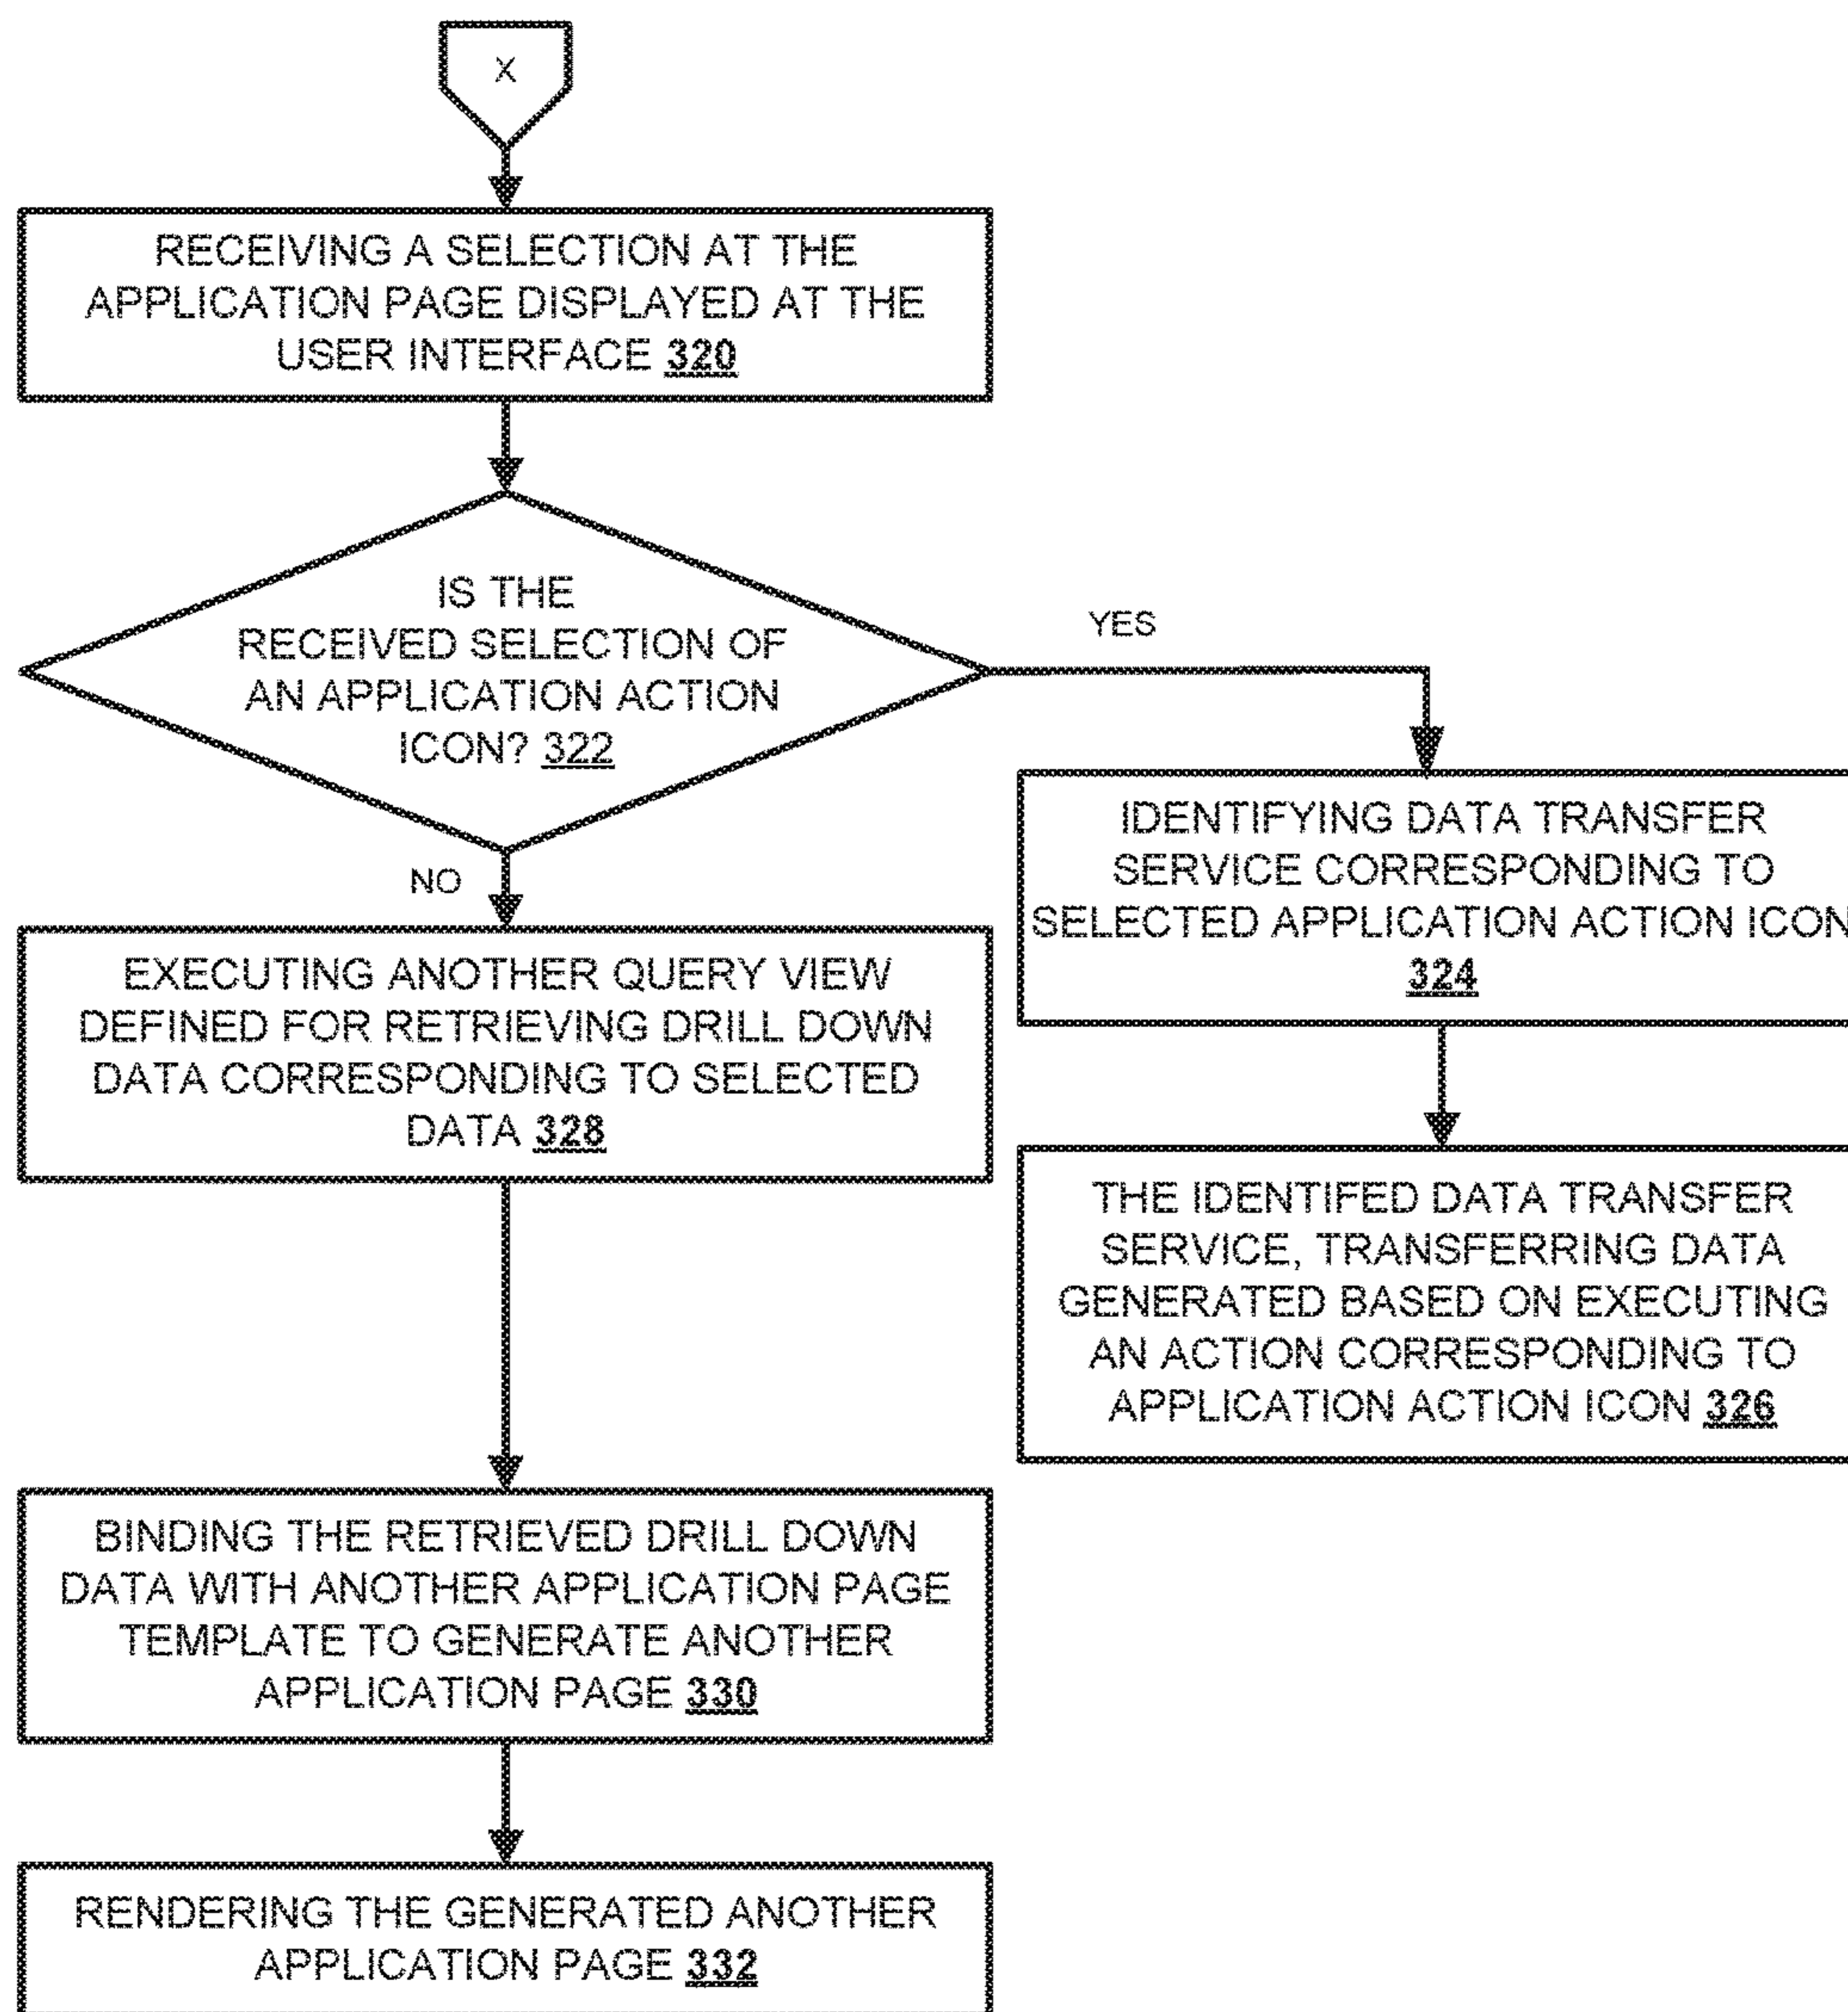 X
RECEIVING A SELECTION AT THE
APPLICATION PAGE DISPLAYED AT THE
USER INTERFACE 320
IS THE
RECEIVED SELECTION OF
AN APPLICATION ACTION
ICON? 322
YES
NO
IDENTIFYING DATA TRANSFER
SERVICE CORRESPONDING TO
SELECTED APPLICATION ACTION ICON
324
THE IDENTIFED DATA TRANSFER
SERVICE, TRANSFERRING DATA
GENERATED BASED ON EXECUTING
AN ACTION CORRESPONDING TO
APPLICATION ACTION ICON 326
EXECUTING ANOTHER QUERY VIEW
DEFINED FOR RETRIEVING DRILL DOWN
DATA CORRESPONDING TO SELECTED
DATA 328
BINDING THE RETRIEVED DRILL DOWN
DATA WITH ANOTHER APPLICATION PAGE
TEMPLATE TO GENERATE ANOTHER
APPLICATION PAGE 330
RENDERING THE GENERATED ANOTHER
APPLICATION PAGE 332